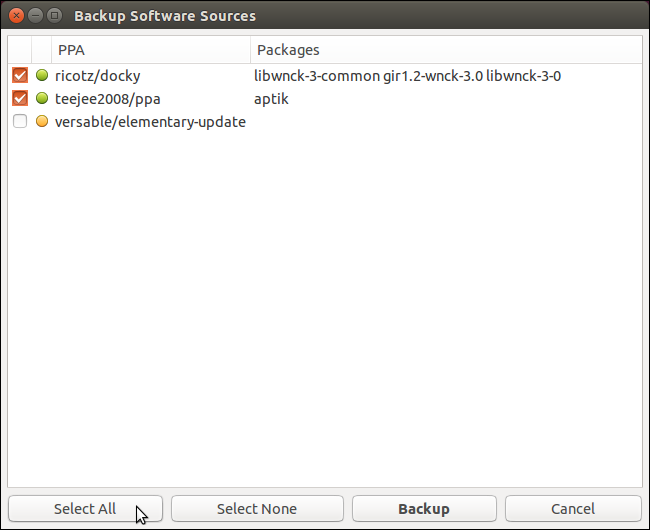 Backup Software Sources
PPA Packages
ricotz/docky libwnck-3-common gir1.2-wnck-3.0 libwnck-3-0
teejee2008/ppa aptik
versable/elementary-update
Select All Select None Backup Cancel